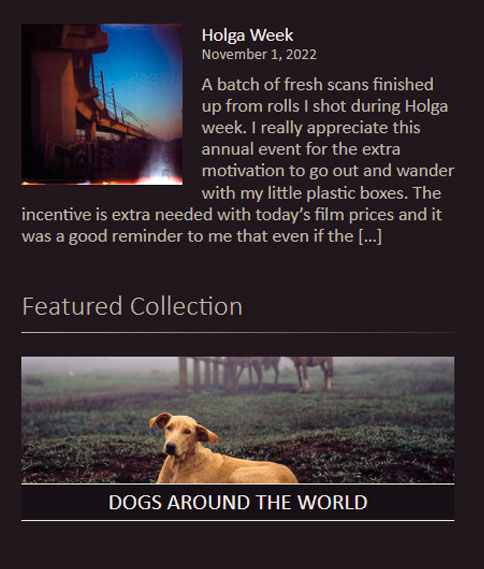 Holga Week
November 1, 2022
A batch of fresh scans finished
up from rolls I shot during Holga
week. I really appreciate this
annual event for the extra
motivation to go out and wander
with my little plastic boxes. The
incentive is extra needed with today’s film prices and it
was a good reminder to me that even if the [...]
Featured Collection
DOGS AROUND THE WORLD